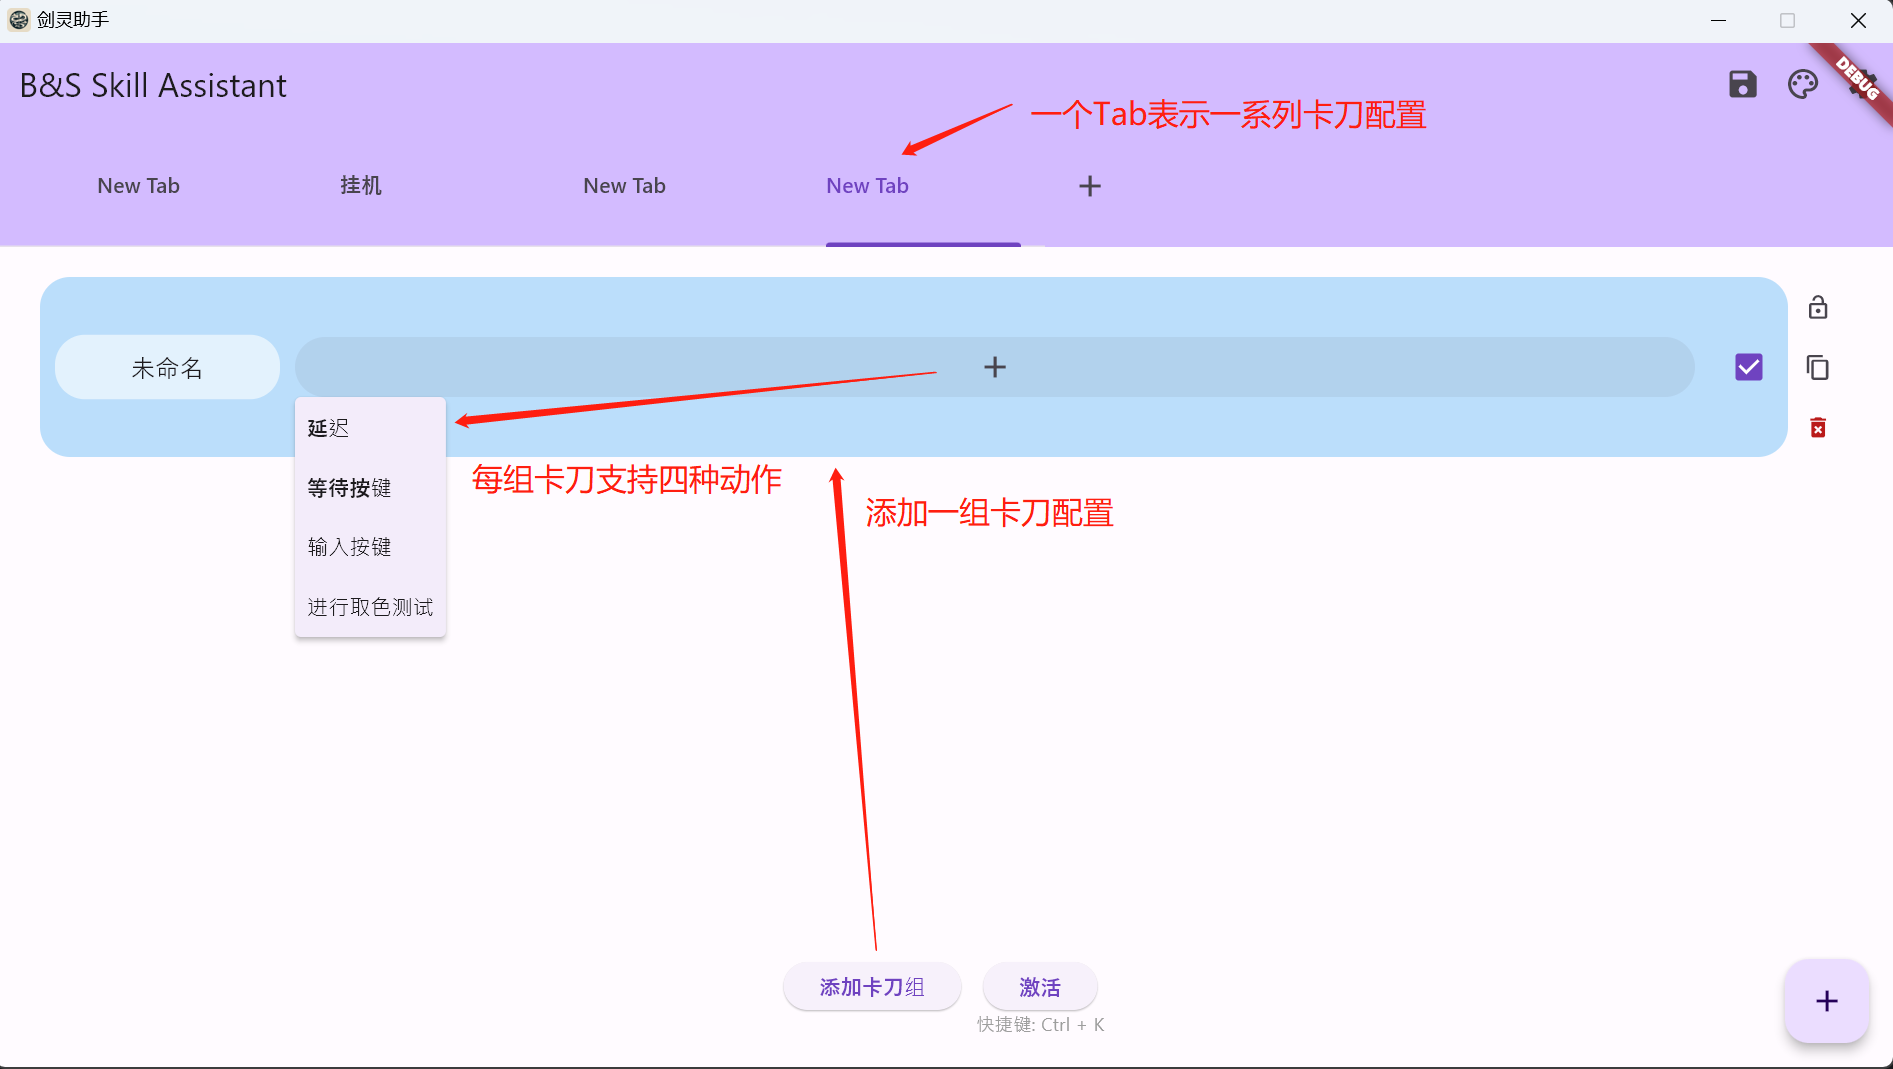 剑灵助手
B&S Skill Assistant
DEBUG
一个Tab表示一系列卡刀配置
New Tab
挂机
New Tab
New Tab
未命名
延迟
等待按键
输入按键
进行取色测试
每组卡刀支持四种动作
添加一组卡刀配置
添加卡刀组
激活
快捷键: Ctrl + K